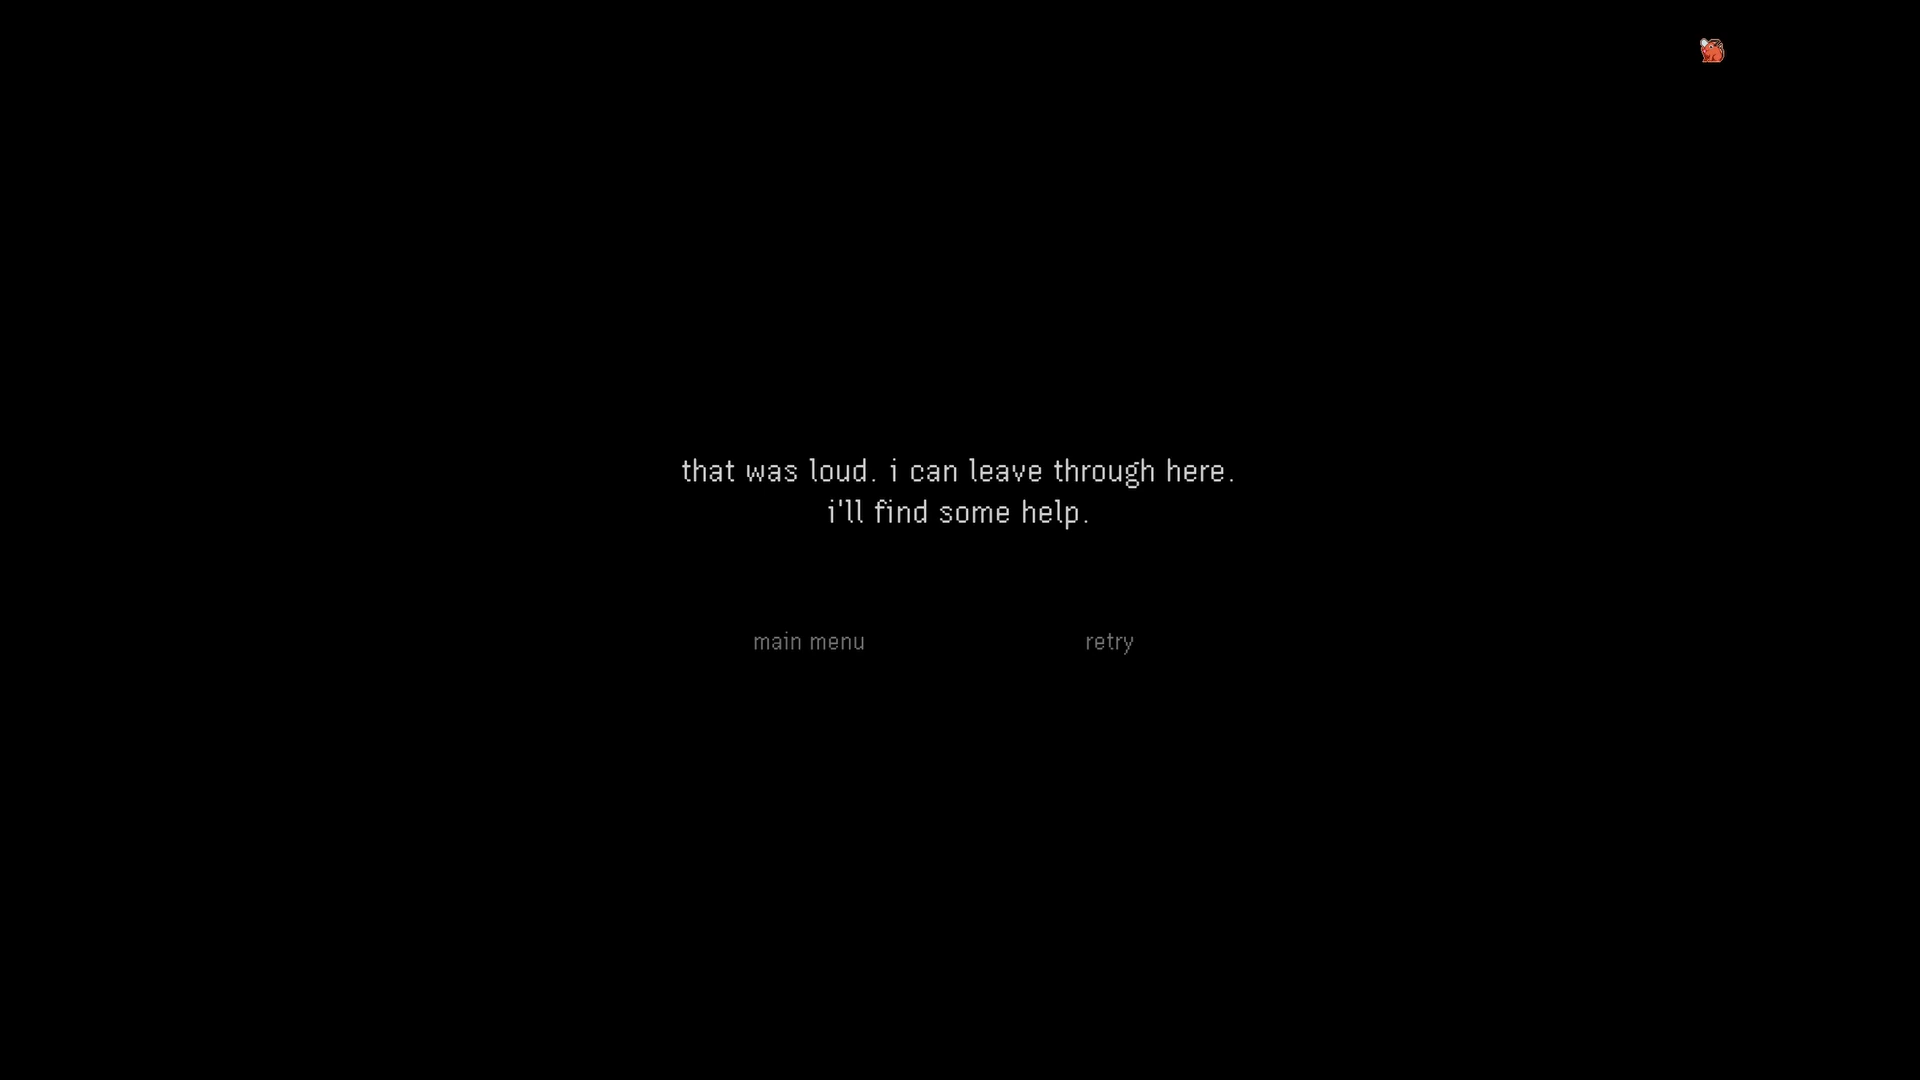 that was loud. i can leave through here.
i'll find some help.
main menu
retry